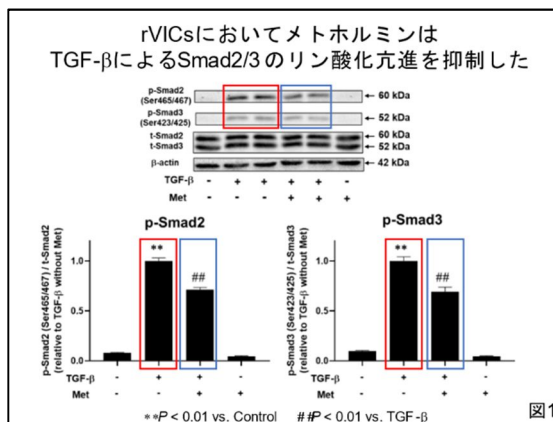 rVICsにおいてメトホルミンは
TGF-βによるSmad2/3のリン酸化亢進を抑制した
p-Smad2
(Ser465/467)
← 60 kDa
p-Smad3
(Ser423/425)
← 52 kDa
t-Smad2
← 60 kDa
t-Smad3
← 52 kDa
β-actin
← 42 kDa
TGF-β - + + + + -
Met - - - + + +
p-Smad2
p-Smad2 (Ser465/467) / t-Smad2
(relative to TGF-β without Met)
1.0
0.5
0.0
**
##
TGF-β - + + -
Met - - + +
p-Smad3
p-Smad3 (Ser423/425) / t-Smad3
(relative to TGF-β without Met)
1.0
0.5
0.0
**
##
TGF-β - + + -
Met - - + +
**P < 0.01 vs. Control ##P < 0.01 vs. TGF-β
図1